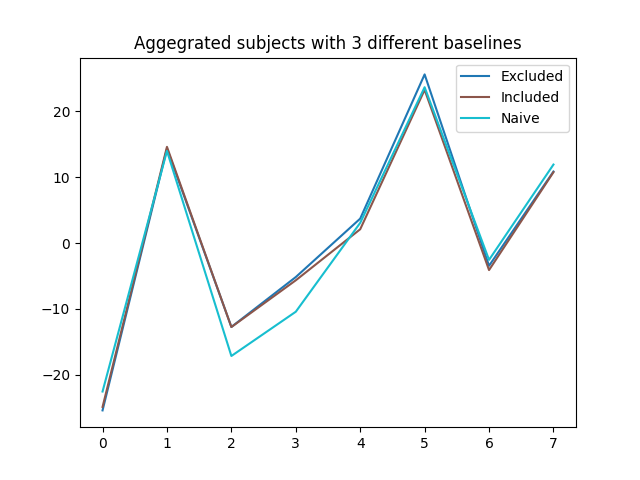 Aggegrated subjects with 3 different baselines
Excluded
Included
Naive
20
10
0
−10
−20
0 1 2 3 4 5 6 7